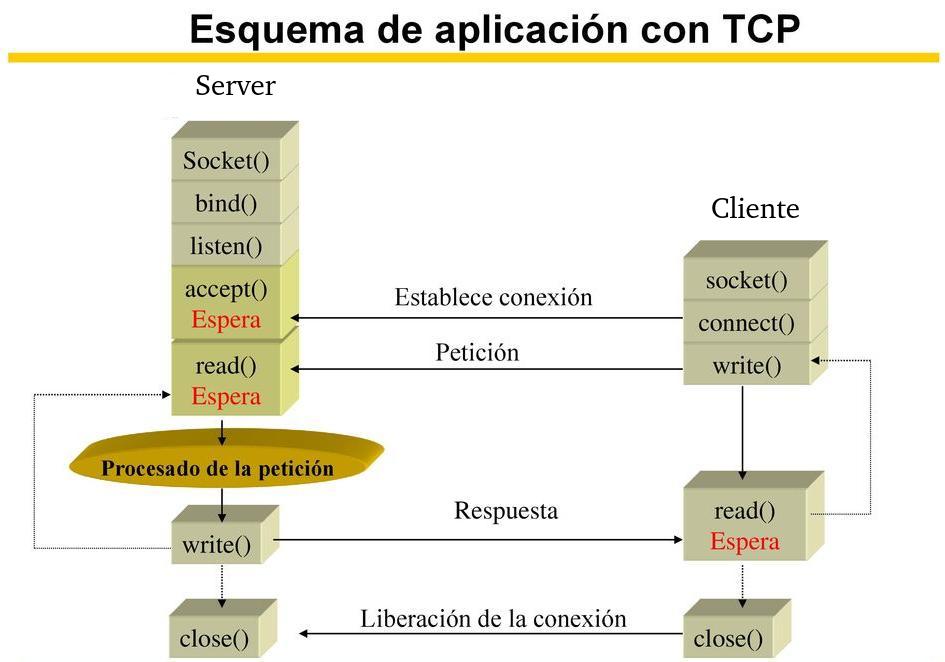 Esquema de aplicación con TCP
Server
Socket()
bind()
listen()
accept()
Espera
read()
Espera
Procesado de la petición
write()
close()
Establece conexión
Petición
Respuesta
Liberación de la conexión
Cliente
socket()
connect()
write()
read()
Espera
close()